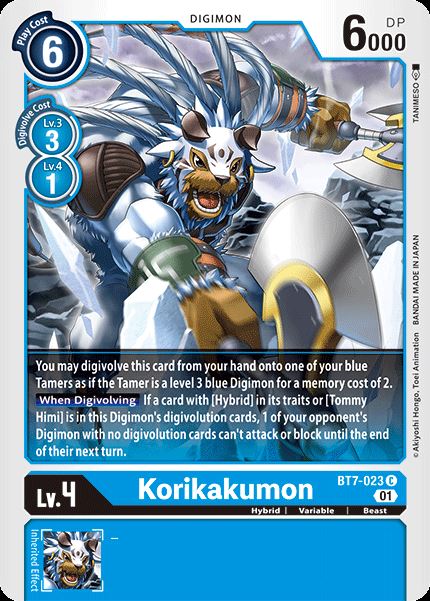 Play Cost
6
DIGIMON
6000
DP
Digivolve Cost
Lv.3
3
Lv.4
1
TANIMESO
©Akiyoshi Hongo, Toei Animation BANDAI MADE IN JAPAN
You may digivolve this card from your hand onto one of your blue
Tamers as if the Tamer is a level 3 blue Digimon for a memory cost of 2.
When Digivolving If a card with [Hybrid] in its traits or [Tommy
Himi] is in this Digimon's digivolution cards, 1 of your opponent's
Digimon with no digivolution cards can't attack or block until the end
of their next turn.
Lv.4
Korikakumon
BT7-023 C
01
Hybrid | Variable | Beast
Inherited Effect
–